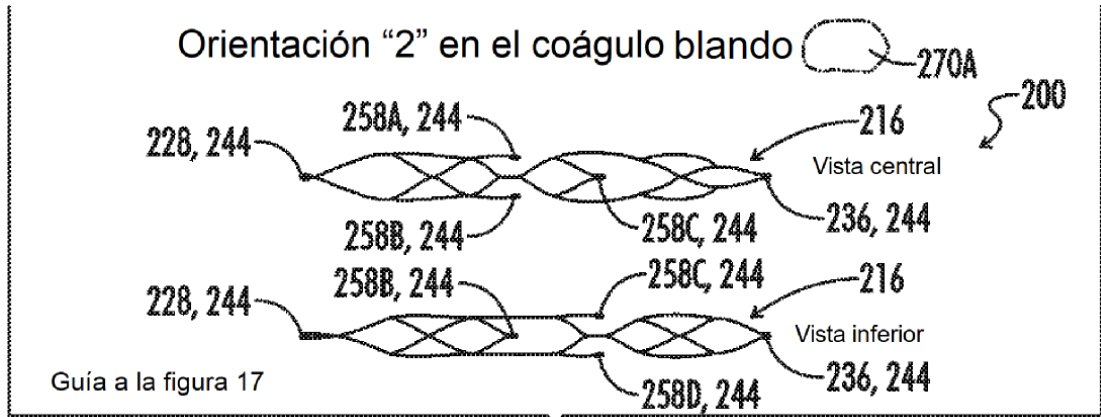 Orientación “2” en el coágulo blando
270A
200
258A, 244
216
228, 244
Vista central
258B, 244
258C, 244
236, 244
258B, 244
258C, 244
216
228, 244
Vista inferior
Guía a la figura 17
258D, 244
236, 244